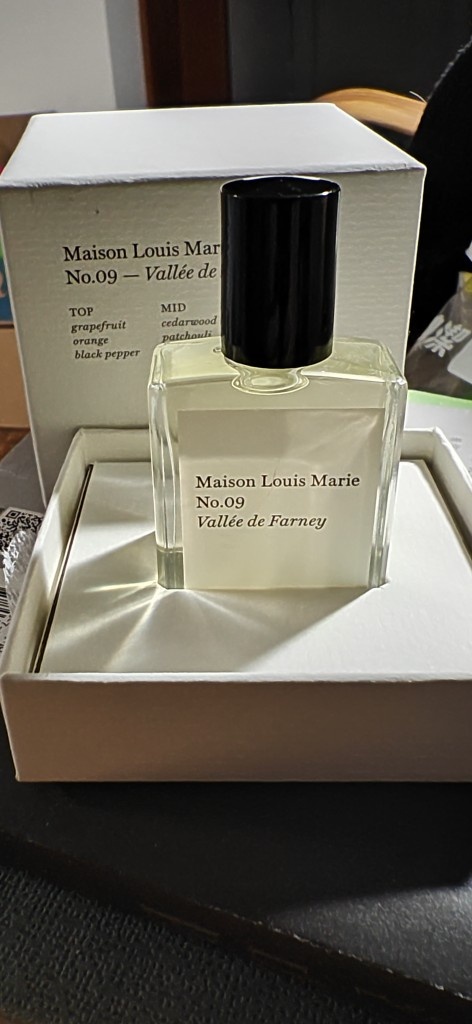 Maison Louis Mar
No.09 — Vallée de
TOP
grapefruit
orange
black pepper
MID
cedarwood
patchouli
Maison Louis Marie
No.09
Vallée de Farney